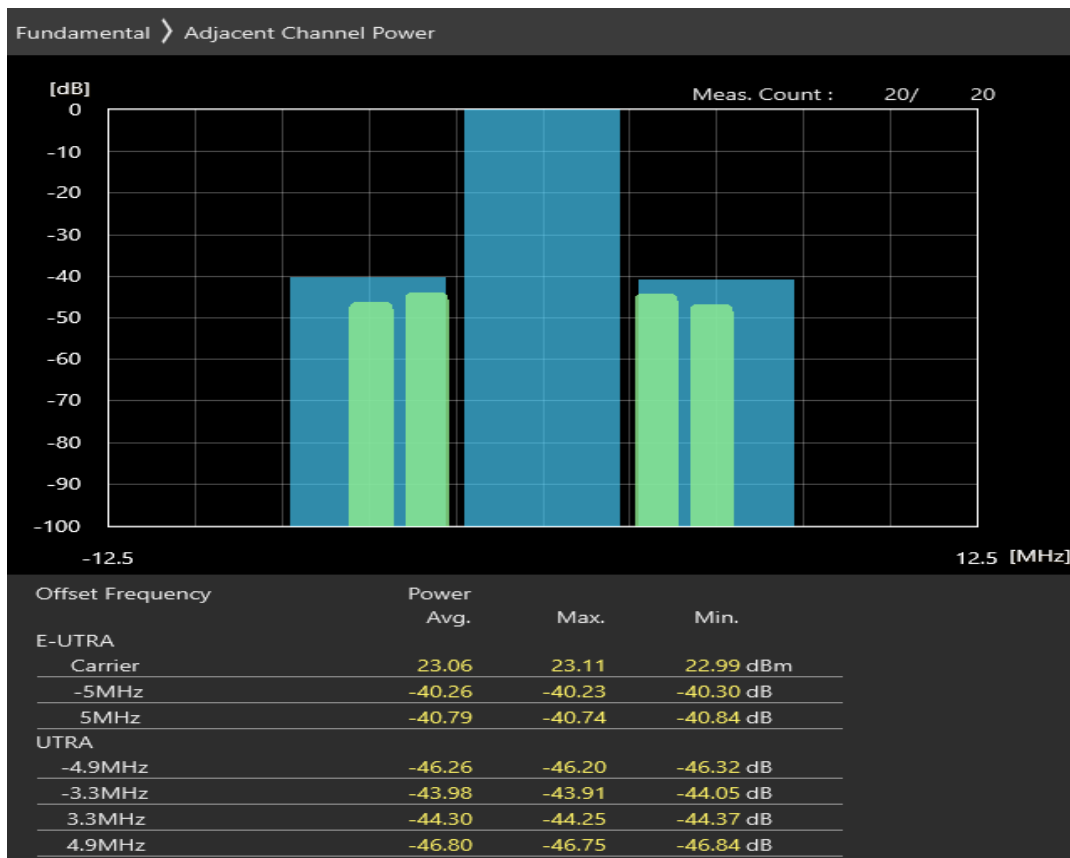 Fundamental ❯ Adjacent Channel Power
[dB]
Meas. Count : 20/ 20
0
-10
-20
-30
-40
-50
-60
-70
-80
-90
-100
-12.5 12.5 [MHz]
Offset Frequency Power
Avg. Max. Min.
E-UTRA
Carrier 23.06 23.11 22.99 dBm
-5MHz -40.26 -40.23 -40.30 dB
5MHz -40.79 -40.74 -40.84 dB
UTRA
-4.9MHz -46.26 -46.20 -46.32 dB
-3.3MHz -43.98 -43.91 -44.05 dB
3.3MHz -44.30 -44.25 -44.37 dB
4.9MHz -46.80 -46.75 -46.84 dB